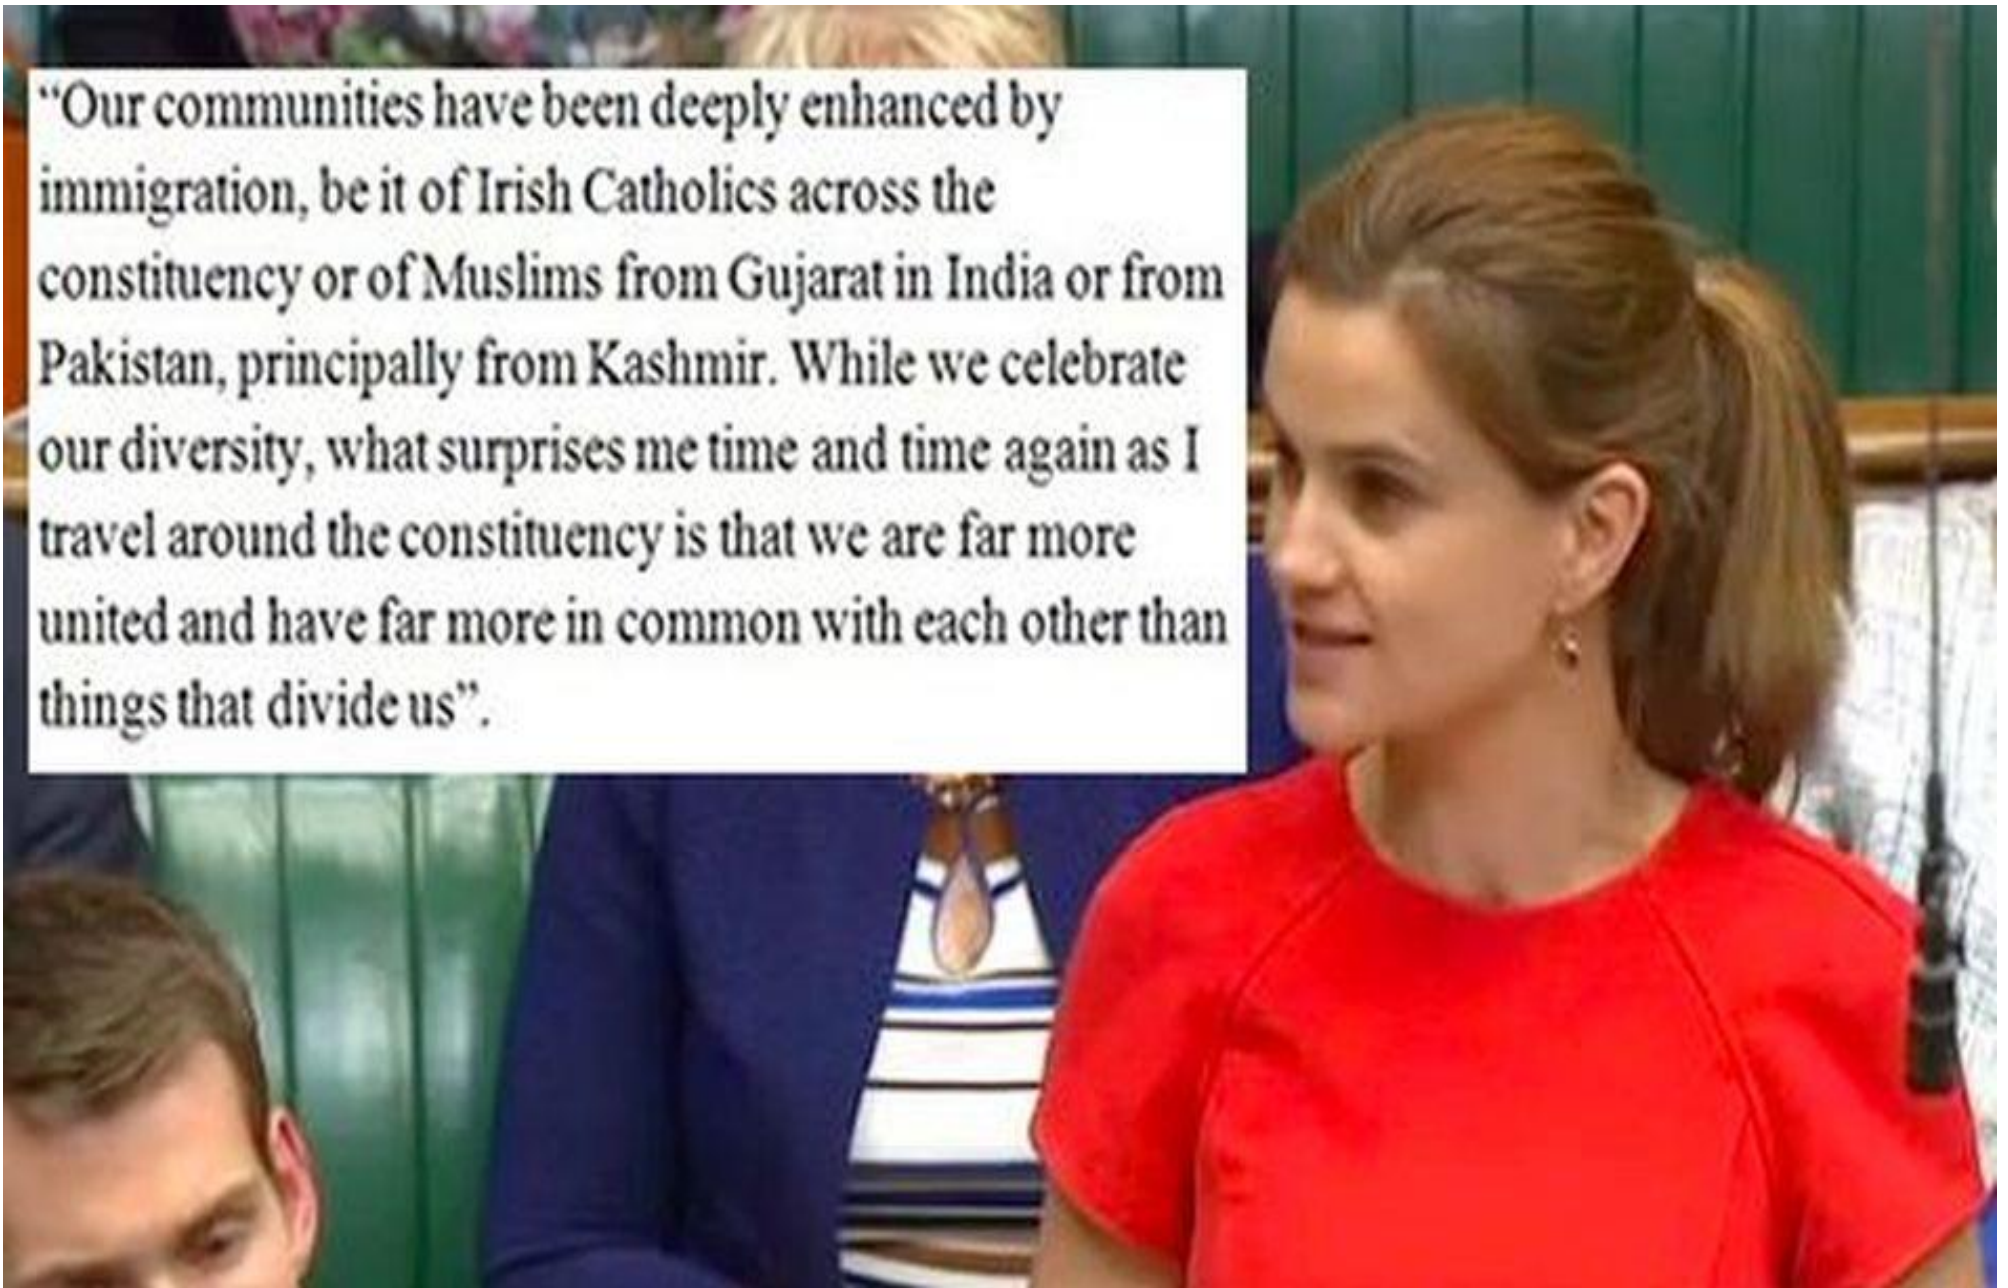 “Our communities have been deeply enhanced by
immigration, be it of Irish Catholics across the
constituency or of Muslims from Gujarat in India or from
Pakistan, principally from Kashmir. While we celebrate
our diversity, what surprises me time and time again as I
travel around the constituency is that we are far more
united and have far more in common with each other than
things that divide us”.